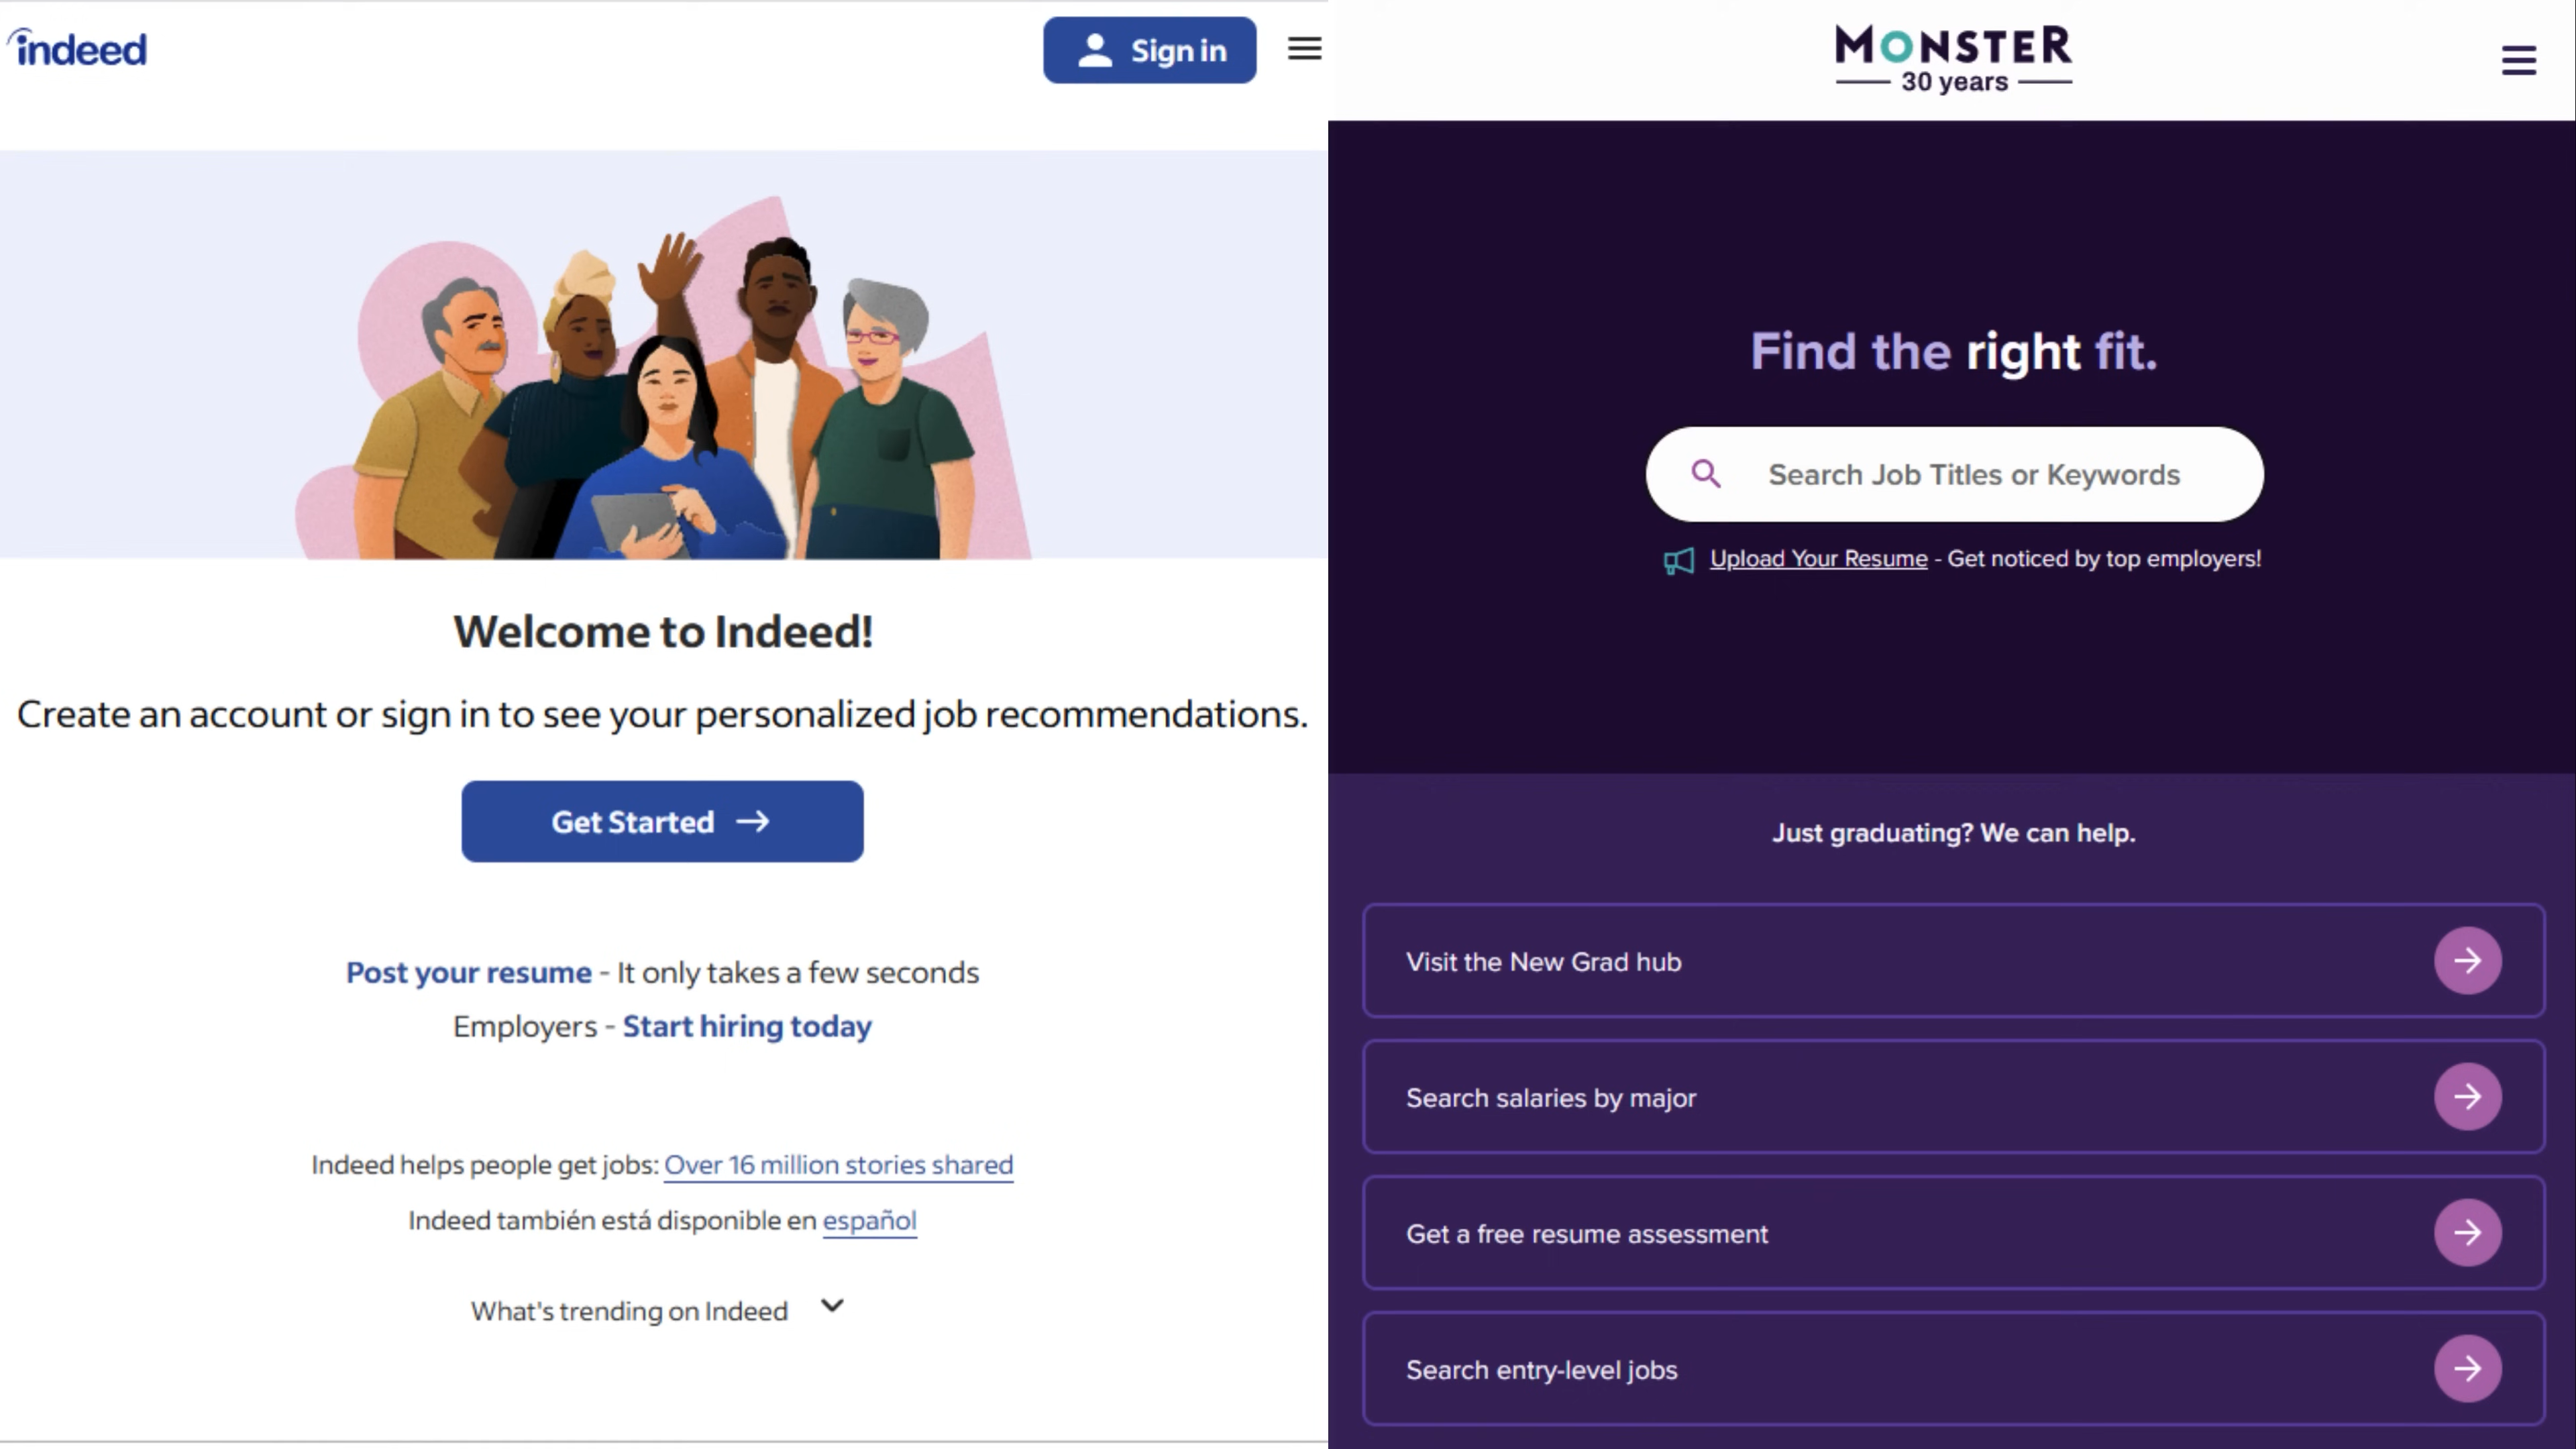 indeed
Sign in
Welcome to Indeed!
Create an account or sign in to see your personalized job recommendations.
Get Started
Post your resume - It only takes a few seconds
Employers - Start hiring today
Indeed helps people get jobs: Over 16 million stories shared
Indeed también está disponible en español
What's trending on Indeed
MONSTER
30 years
Find the right fit.
Search Job Titles or Keywords
Upload Your Resume - Get noticed by top employers!
Just graduating? We can help.
Visit the New Grad hub
Search salaries by major
Get a free resume assessment
Search entry-level jobs